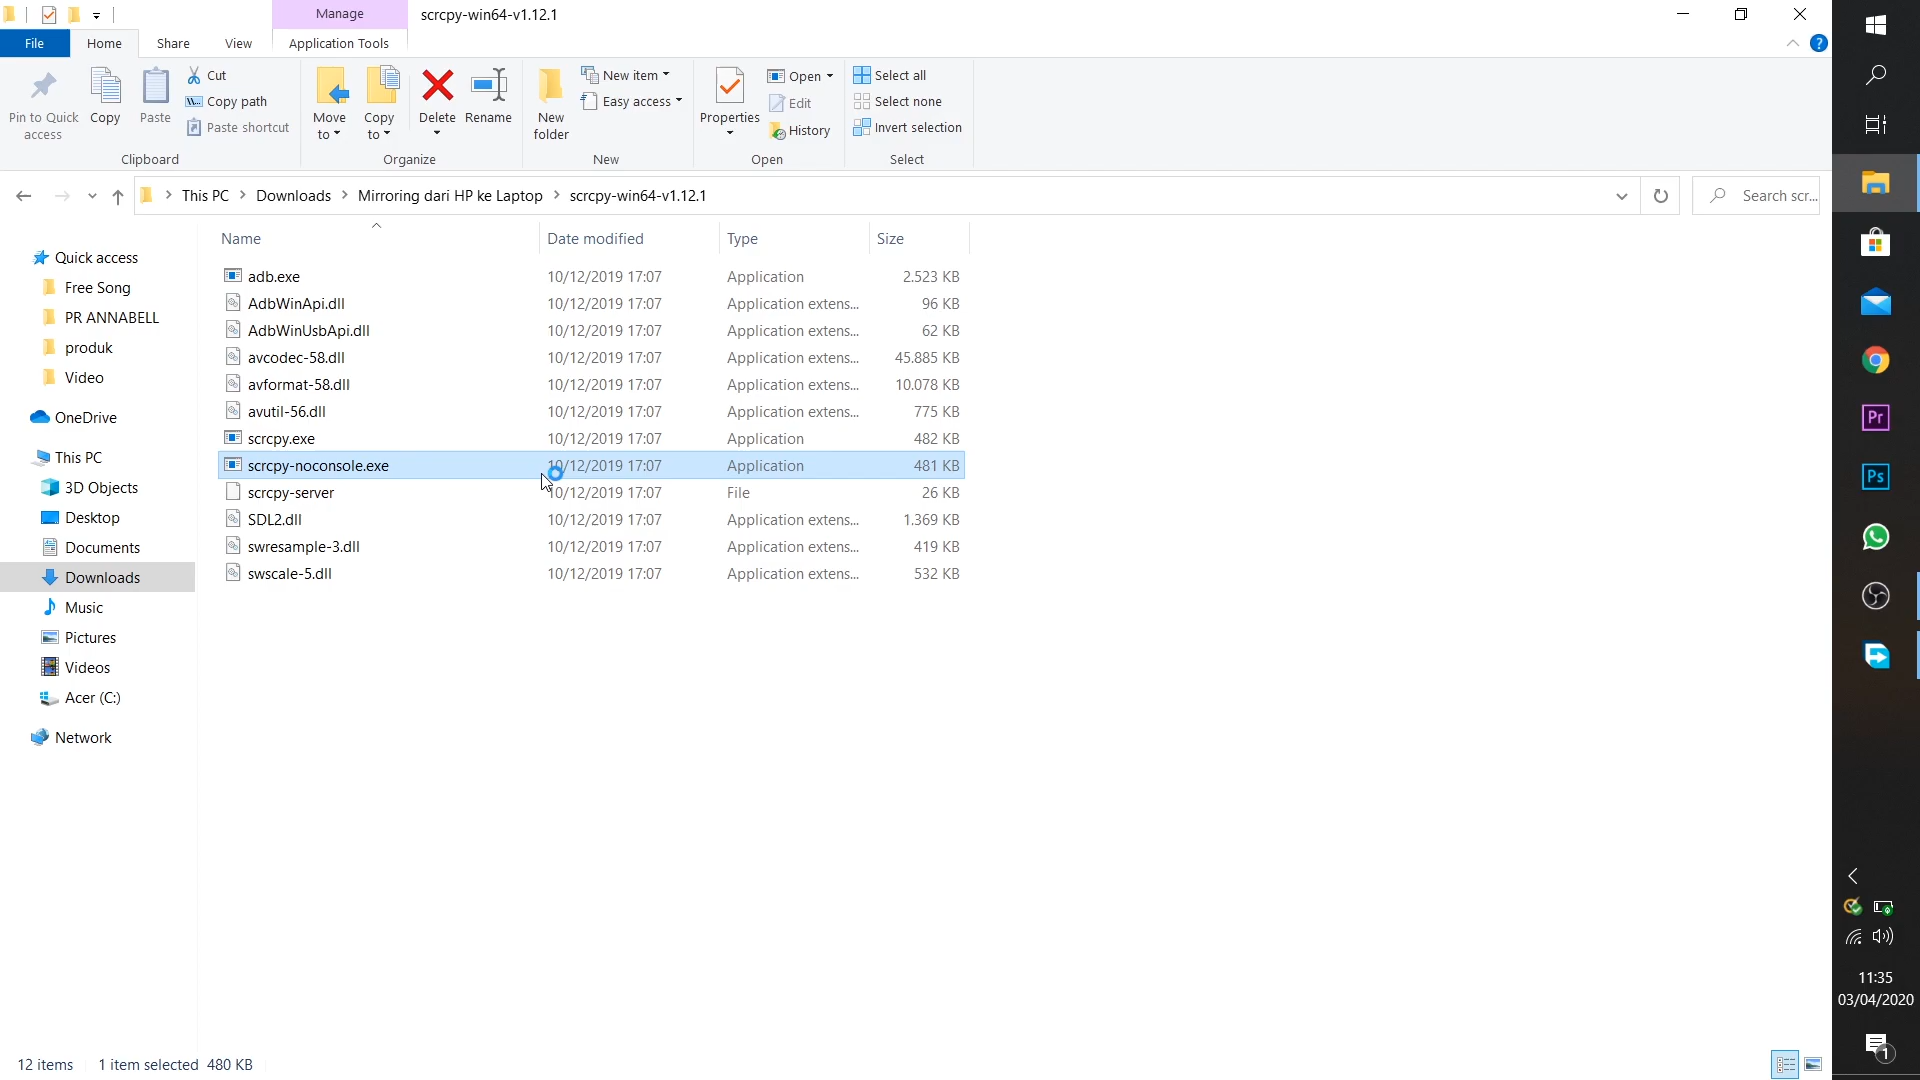 Manage
scrcpy-win64-v1.12.1
File
Home
Share
View
Application Tools
Pin to Quick access
Copy
Paste
Cut
Copy path
Paste shortcut
Clipboard
Move to
Copy to
Delete
Rename
Organize
New folder
New item
Easy access
New
Properties
Open
Edit
History
Open
Select all
Select none
Invert selection
Select
This PC
Downloads
Mirroring dari HP ke Laptop
scrcpy-win64-v1.12.1
Search scr...
Name Date modified Type Size
adb.exe 10/12/2019 17:07 Application 2.523 KB
AdbWinApi.dll 10/12/2019 17:07 Application extens... 96 KB
AdbWinUsbApi.dll 10/12/2019 17:07 Application extens... 62 KB
avcodec-58.dll 10/12/2019 17:07 Application extens... 45.885 KB
avformat-58.dll 10/12/2019 17:07 Application extens... 10.078 KB
avutil-56.dll 10/12/2019 17:07 Application extens... 775 KB
scrcpy.exe 10/12/2019 17:07 Application 482 KB
scrcpy-noconsole.exe 10/12/2019 17:07 Application 481 KB
scrcpy-server 10/12/2019 17:07 File 26 KB
SDL2.dll 10/12/2019 17:07 Application extens... 1.369 KB
swresample-3.dll 10/12/2019 17:07 Application extens... 419 KB
swscale-5.dll 10/12/2019 17:07 Application extens... 532 KB
Quick access
Free Song
PR ANNABELL
produk
Video
OneDrive
This PC
3D Objects
Desktop
Documents
Downloads
Music
Pictures
Videos
Acer (C:)
Network
12 items 1 item selected 480 KB
Pr
Ps
11:35
03/04/2020
1